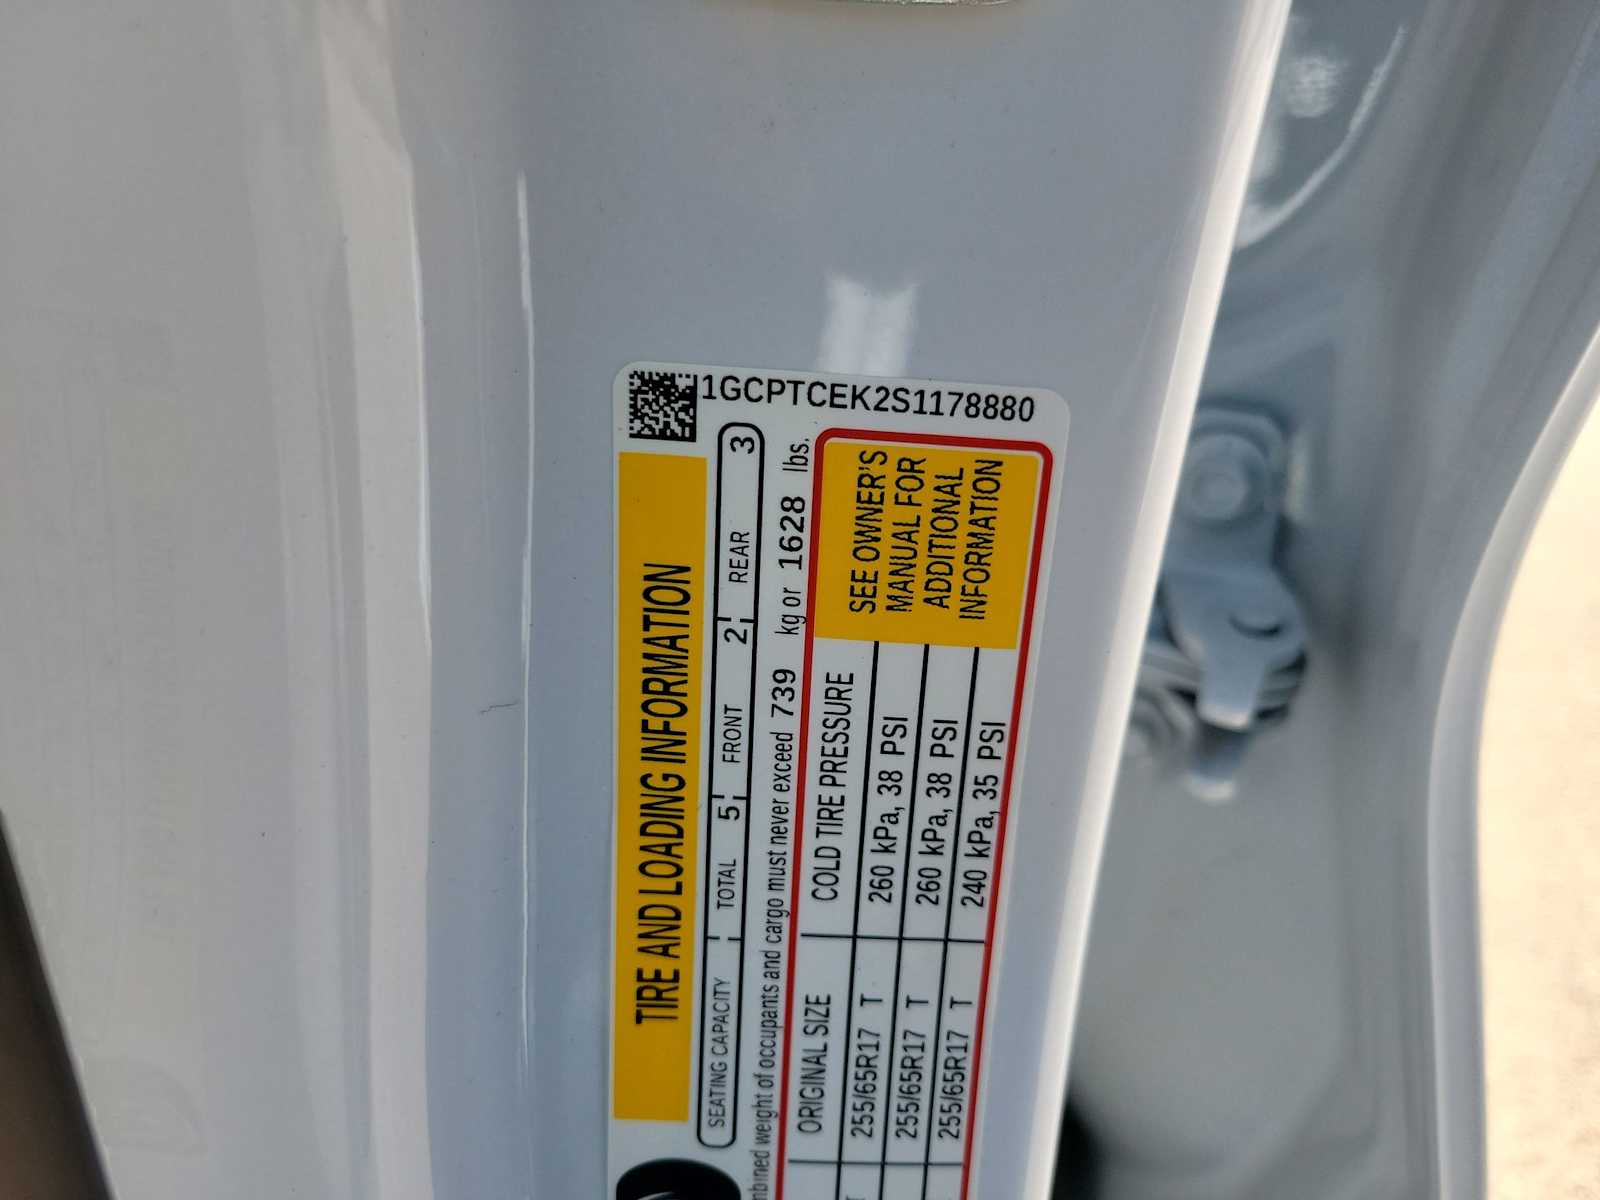 1GCPTCEK2S1178880
TIRE AND LOADING INFORMATION
SEATING CAPACITY TOTAL 5 FRONT 2 REAR 3
weight of occupants and cargo must never exceed 739 kg or 1628 lbs.
ORIGINAL SIZE COLD TIRE PRESSURE
255/65R17 T 260 kPa, 38 PSI
255/65R17 T 260 kPa, 38 PSI
255/65R17 T 240 kPa, 35 PSI
SEE OWNER'S
MANUAL FOR
ADDITIONAL
INFORMATION